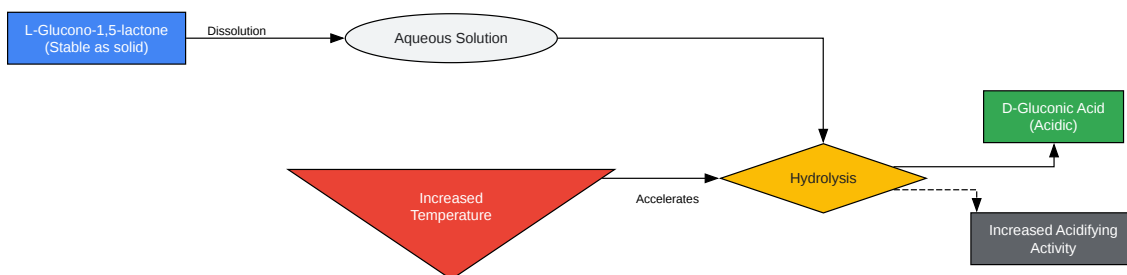 L-Glucono-1,5-lactone
(Stable as solid)
Dissolution
Aqueous Solution
D-Gluconic Acid
(Acidic)
Hydrolysis
Increased
Temperature
Accelerates
Increased Acidifying
Activity